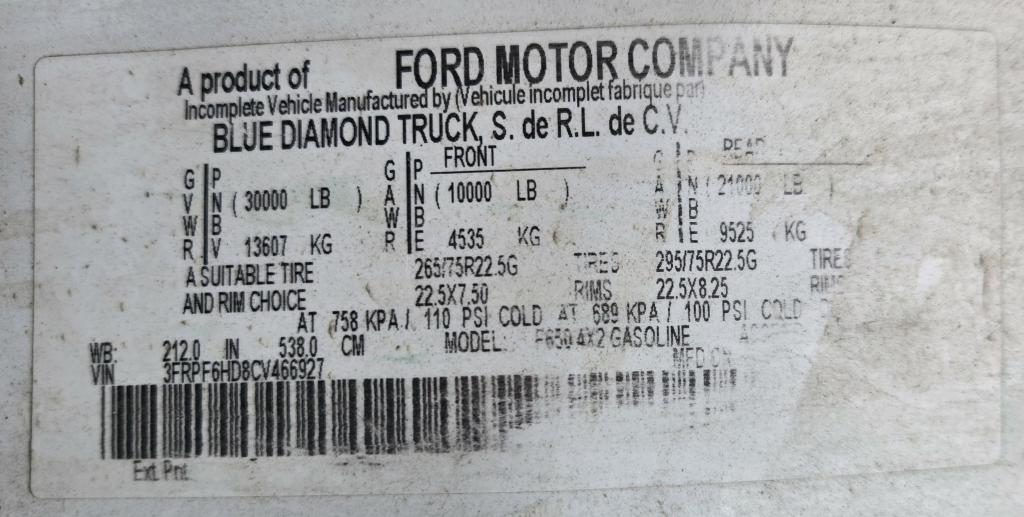 A product of FORD MOTOR COMPANY
Incomplete Vehicle Manufactured by (Vehicule incomplet fabrique par)
BLUE DIAMOND TRUCK, S. de R.L. de C.V.
FRONT REAR
G P G P G P
V N ( 30000 LB ) A N ( 10000 LB ) A N ( 21000 LB )
W B W B W B
R V 13607 KG R E 4535 KG R E 9525 KG
A SUITABLE TIRE 265/75R22.5G TIRES 295/75R22.5G TIRES
AND RIM CHOICE 22.5X7.50 RIMS 22.5X8.25 RIMS
AT 758 KPA / 110 PSI COLD AT 689 KPA / 100 PSI COLD
WB: 212.0 IN 538.0 CM MODEL: F650 4X2 GASOLINE
VIN 3FRPF6HD8CV466927 MFD ON
Ext Pnt